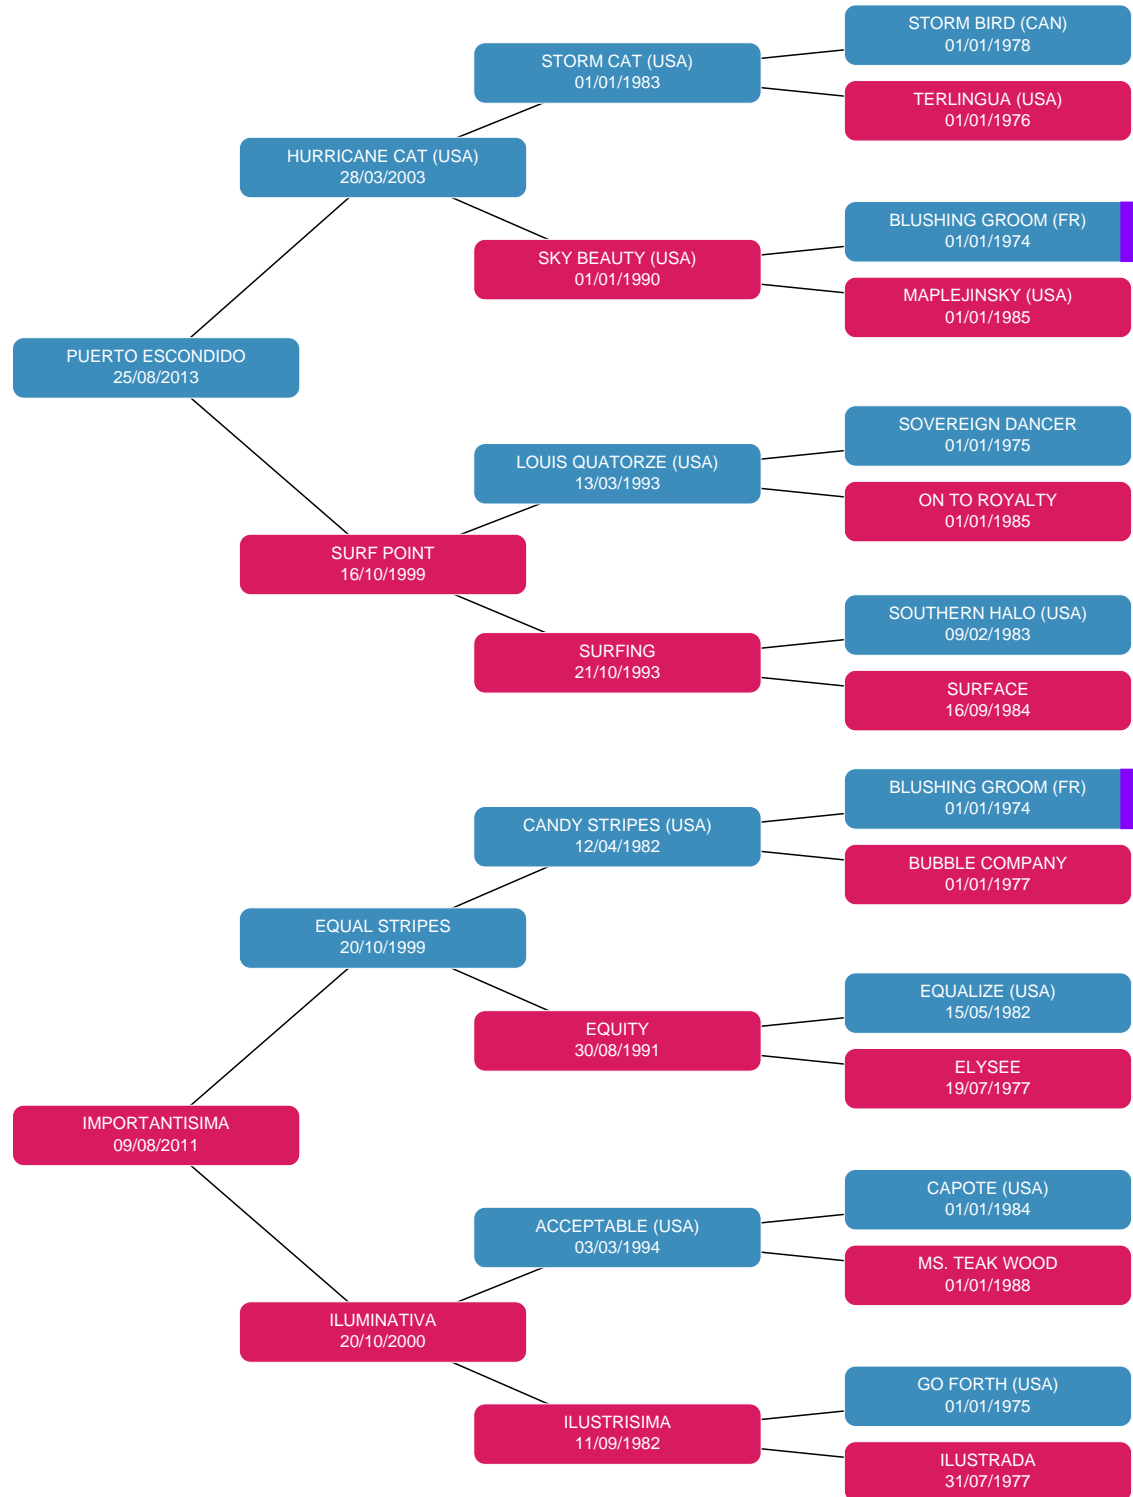 STORM BIRD (CAN)
01/01/1978
STORM CAT (USA)
01/01/1983
TERLINGUA (USA)
01/01/1976
HURRICANE CAT (USA)
28/03/2003
BLUSHING GROOM (FR)
01/01/1974
SKY BEAUTY (USA)
01/01/1990
MAPLEJINSKY (USA)
01/01/1985
PUERTO ESCONDIDO
25/08/2013
SOVEREIGN DANCER
01/01/1975
LOUIS QUATORZE (USA)
13/03/1993
ON TO ROYALTY
01/01/1985
SURF POINT
16/10/1999
SOUTHERN HALO (USA)
09/02/1983
SURFING
21/10/1993
SURFACE
16/09/1984
BLUSHING GROOM (FR)
01/01/1974
CANDY STRIPES (USA)
12/04/1982
BUBBLE COMPANY
01/01/1977
EQUAL STRIPES
20/10/1999
EQUALIZE (USA)
15/05/1982
EQUITY
30/08/1991
ELYSEE
19/07/1977
IMPORTANTISIMA
09/08/2011
CAPOTE (USA)
01/01/1984
ACCEPTABLE (USA)
03/03/1994
MS. TEAK WOOD
01/01/1988
ILUMINATIVA
20/10/2000
GO FORTH (USA)
01/01/1975
ILUSTRISIMA
11/09/1982
ILUSTRADA
31/07/1977